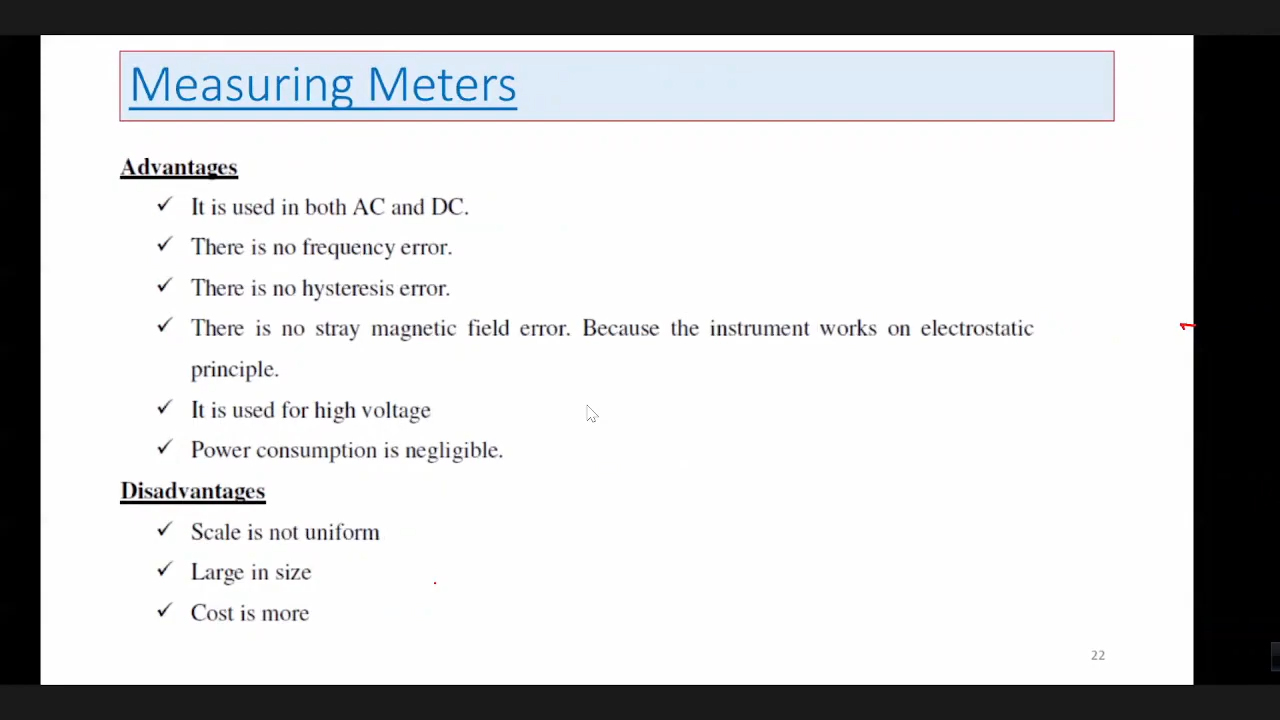 Measuring Meters
Advantages
✓ It is used in both AC and DC.
✓ There is no frequency error.
✓ There is no hysteresis error.
✓ There is no stray magnetic field error. Because the instrument works on electrostatic
principle.
✓ It is used for high voltage
✓ Power consumption is negligible.
Disadvantages
✓ Scale is not uniform
✓ Large in size
✓ Cost is more
22